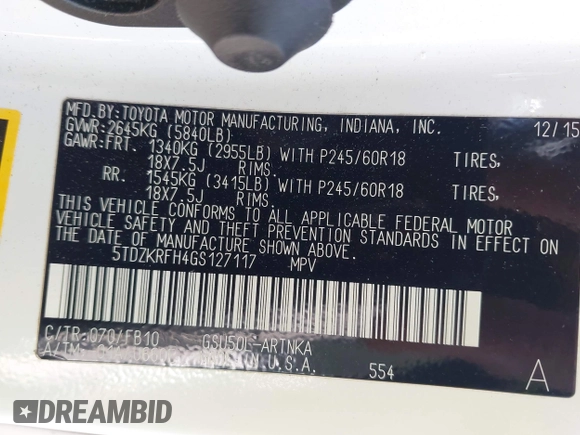 MFD.BY:TOYOTA MOTOR MANUFACTURING, INDIANA, INC. 12/15
GVWR:2645KG (5840LB)
GAWR:FRT. 1340KG (2955LB) WITH P245/60R18 TIRES,
18X7.5J RIMS.
RR. 1545KG (3415LB) WITH P245/60R18 TIRES,
18X7.5J RIMS.
THIS VEHICLE CONFORMS TO ALL APPLICABLE FEDERAL MOTOR
VEHICLE SAFETY AND THEFT PREVENTION STANDARDS IN EFFECT ON
THE DATE OF MANUFACTURE SHOWN ABOVE.
5TDZKRFH4GS127117 MPV
C/TR:070/FB10 GSU50L-ARTNKA
A/TM: U.S.A. 554 A
DREAMBID